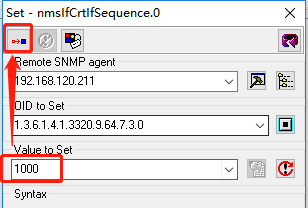 Set - nmsIfCrtIfSequence.0
Remote SNMP agent
192.168.120.211
OID to Set
1.3.6.1.4.1.3320.9.64.7.3.0
Value to Set
1000
Syntax